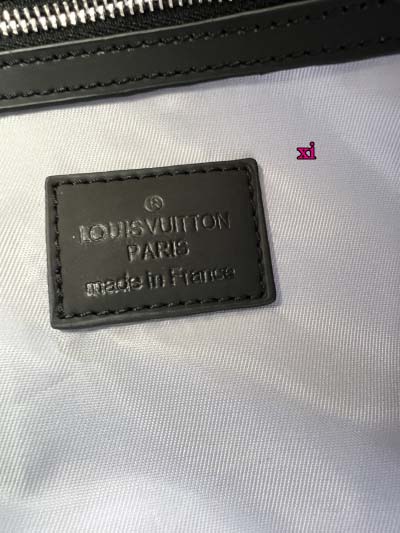 xi
®
LOUIS VUITTON
PARIS
made in France